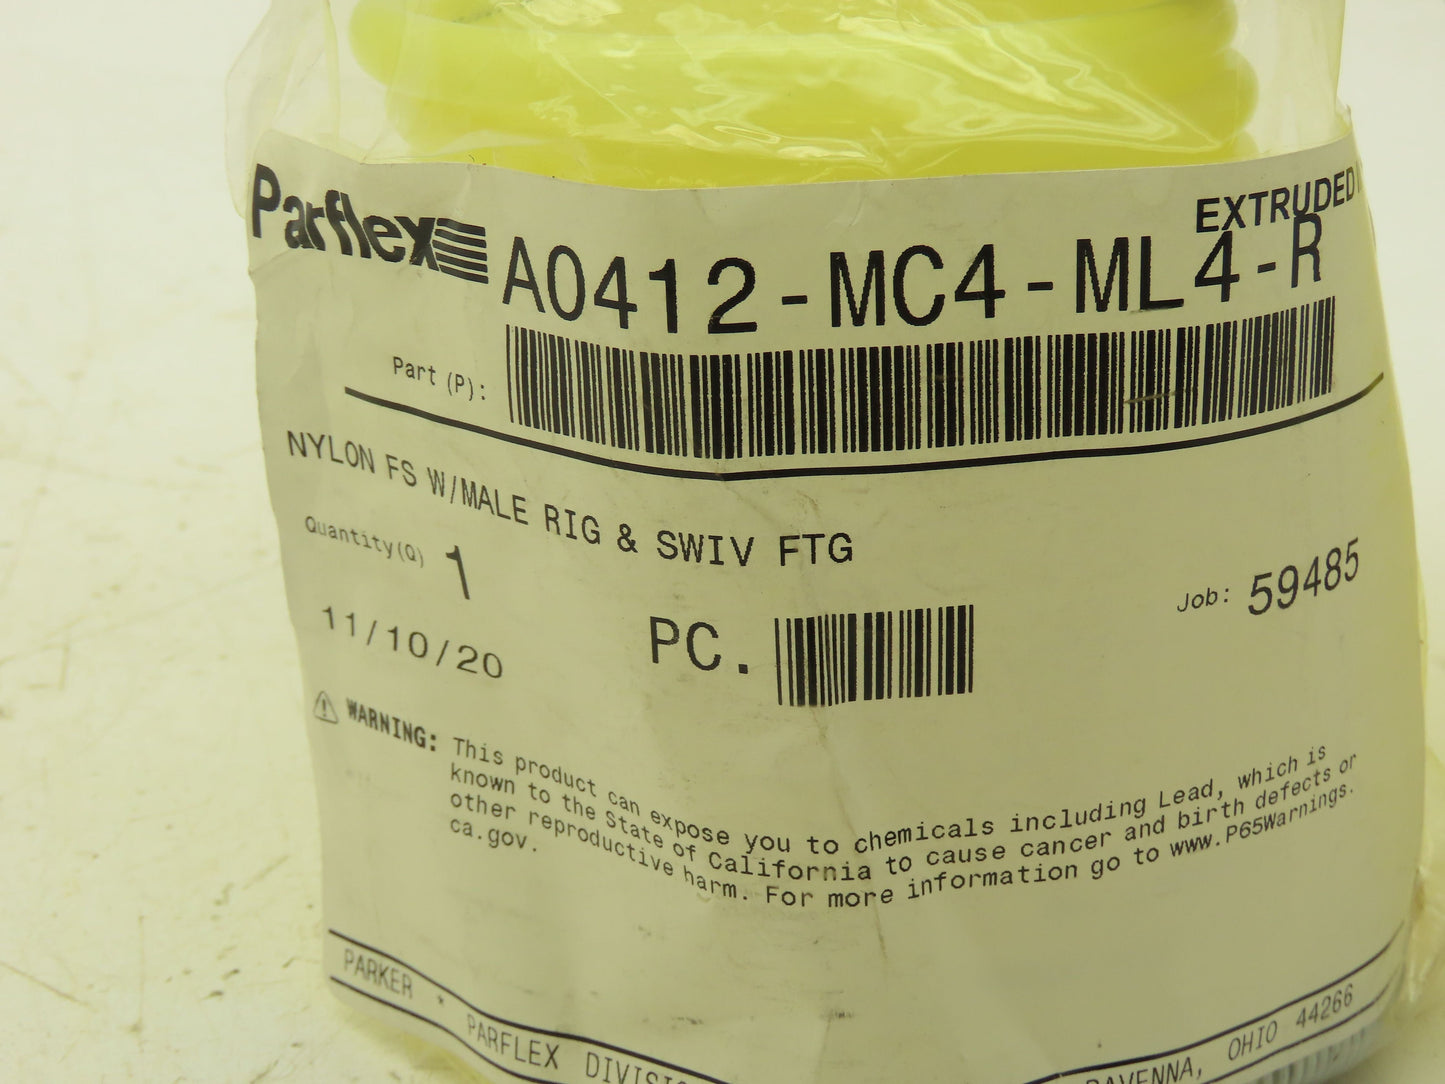 Parflex
EXTRUDED
A0412-MC4-ML4-R
Part (P):
NYLON FS W/MALE RIG & SWIV FTG
Quantity(Q) 1
Job: 59485
11/10/20
PC.
WARNING: This product can expose you to chemicals including Lead, which is
known to the State of California to cause cancer and birth defects or
other reproductive harm. For more information go to www.P65Warnings.
ca.gov.
PARKER * PARFLEX OHIO 44266